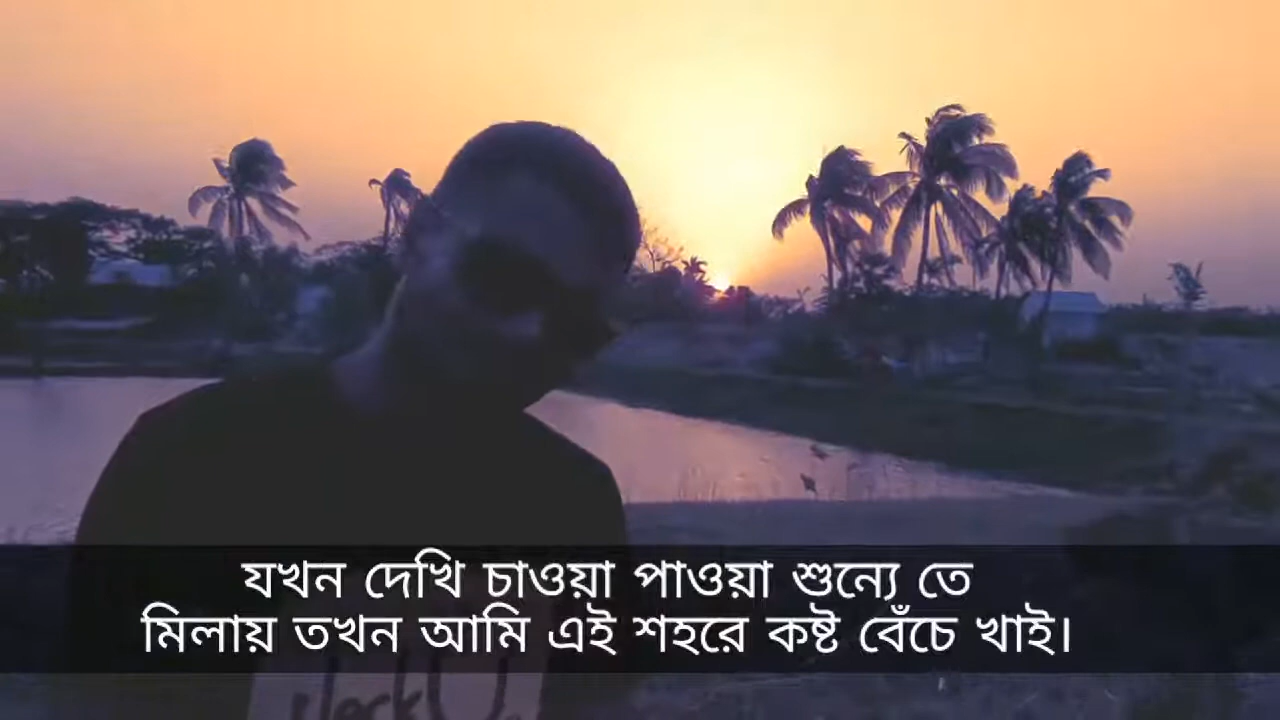 যখন দেখি চাওয়া পাওয়া শুন্যে তে
মিলায় তখন আমি এই শহরে কষ্ট বেঁচে খাই।